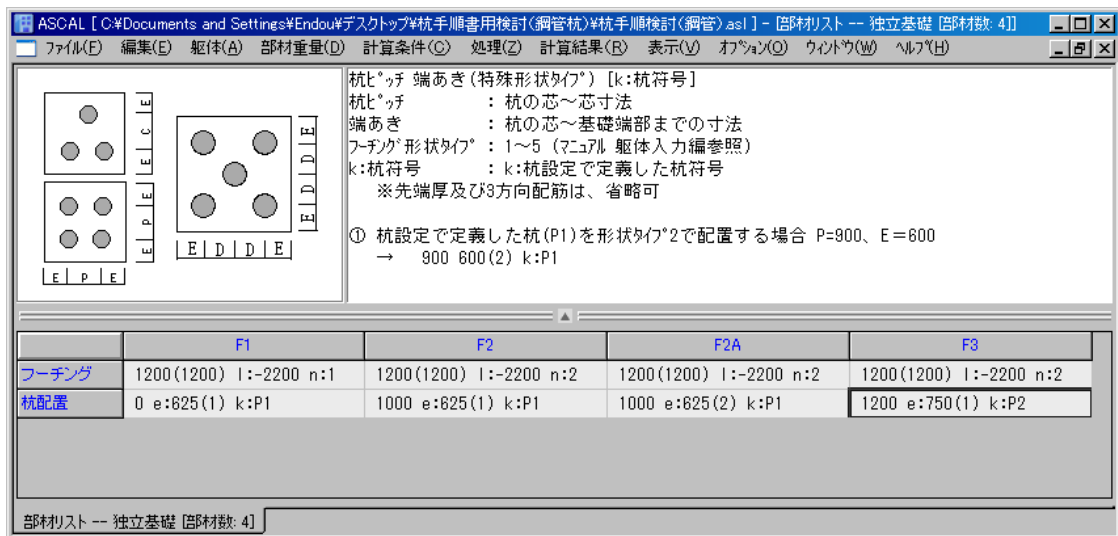 ASCAL [ C:¥Documents and Settings¥Endou¥デスクトップ¥杭手順書用検討(鋼管杭)¥杭手順検討(鋼管).asl ] - [部材リスト -- 独立基礎 [部材数: 4]]
ファイル(F) 編集(E) 躯体(A) 部材重量(D) 計算条件(C) 処理(Z) 計算結果(R) 表示(V) オプション(O) ウィンドウ(W) ヘルプ(H)
E
C
E
E
P
E
E P E
E
D
D
E
E D D E
杭ピッチ 端あき(特殊形状タイプ) [k:杭符号]
杭ピッチ : 杭の芯～芯寸法
端あき : 杭の芯～基礎端部までの寸法
フーチング形状タイプ : 1～5 (マニュアル 躯体入力編参照)
k:杭符号 : k:杭設定で定義した杭符号
※先端厚及び3方向配筋は、省略可
① 杭設定で定義した杭(P1)を形状タイプ2で配置する場合 P=900、E=600
→ 900 600(2) k:P1
F1 F2 F2A F3
フーチング 1200(1200) l:-2200 n:1 1200(1200) l:-2200 n:2 1200(1200) l:-2200 n:2 1200(1200) l:-2200 n:2
杭配置 0 e:625(1) k:P1 1000 e:625(1) k:P1 1000 e:625(2) k:P1 1200 e:750(1) k:P2
部材リスト -- 独立基礎 [部材数: 4]